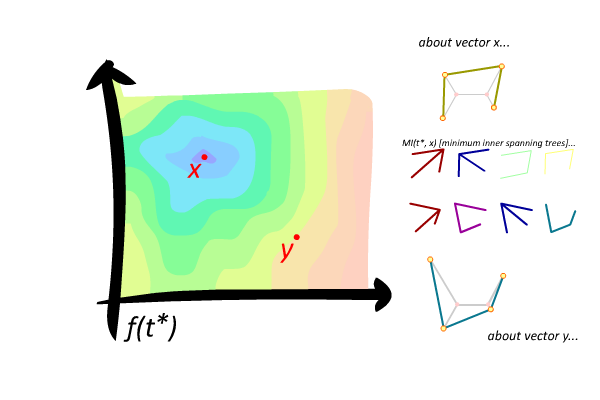 about vector x...
MI(t*, x) [minimum inner spanning trees]...
x
y
f(t*)
about vector y...